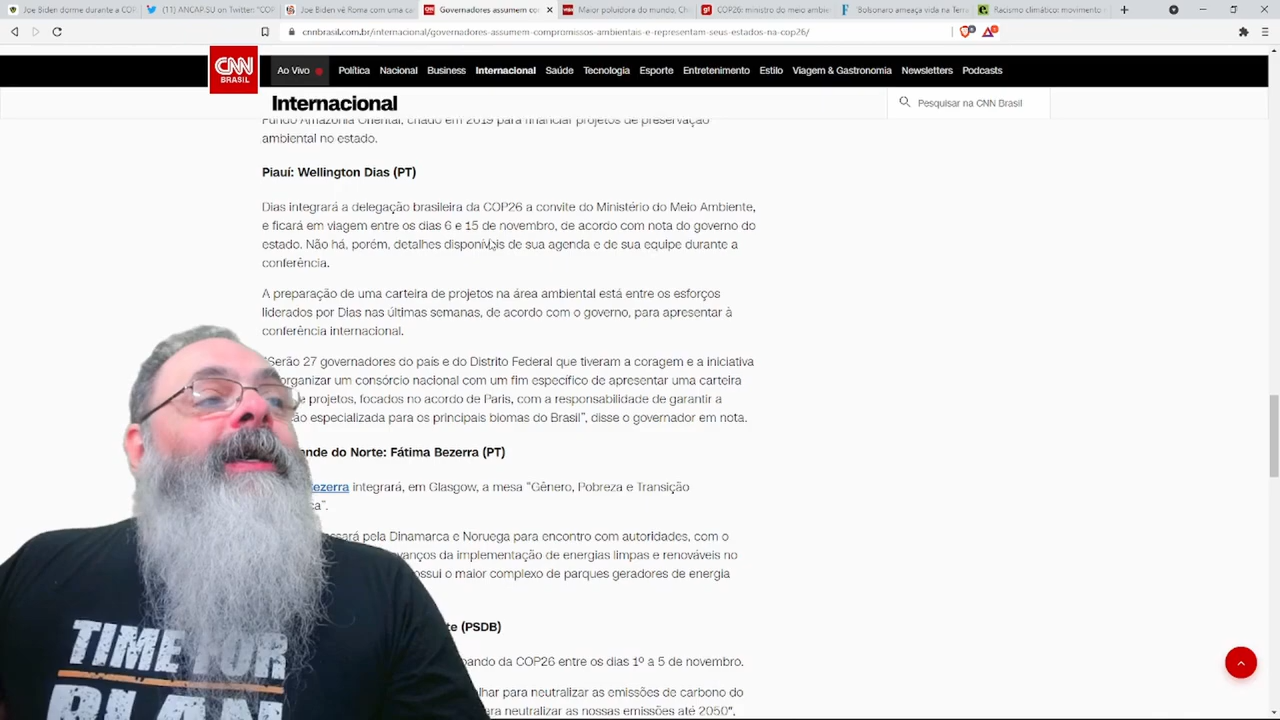 Joe Biden dorme durante a COP
(11) ANCAP.SU on Twitter: "COP
Joe Biden vê Roma com uma ca
Governadores assumem co
Maior poluidora do mundo, Ch
COP26: ministro do meio ambie
"Bolsonaro ameaça vida na Terra
Racismo climático: movimento n
cnnbrasil.com.br/internacional/governadores-assumem-compromissos-ambientais-e-representam-seus-estados-na-cop26/
CNN BRASIL
Ao Vivo Política Nacional Business Internacional Saúde Tecnologia Esporte Entretenimento Estilo Viagem & Gastronomia Newsletters Podcasts
Internacional
Pesquisar na CNN Brasil
Fundo Amazônia Oriental, criado em 2019 para financiar projetos de preservação
ambiental no estado.
Piauí: Wellington Dias (PT)
Dias integrará a delegação brasileira da COP26 a convite do Ministério do Meio Ambiente,
e ficará em viagem entre os dias 6 e 15 de novembro, de acordo com nota do governo do
estado. Não há, porém, detalhes disponíveis de sua agenda e de sua equipe durante a
conferência.
A preparação de uma carteira de projetos na área ambiental está entre os esforços
liderados por Dias nas últimas semanas, de acordo com o governo, para apresentar à
conferência internacional.
"Serão 27 governadores do país e do Distrito Federal que tiveram a coragem e a iniciativa
organizar um consórcio nacional com um fim específico de apresentar uma carteira
e projetos, focados no acordo de Paris, com a responsabilidade de garantir a
ão especializada para os principais biomas do Brasil", disse o governador em nota.
nde do Norte: Fátima Bezerra (PT)
ezerra integrará, em Glasgow, a mesa "Gênero, Pobreza e Transição
ca".
ará pela Dinamarca e Noruega para encontro com autoridades, com o
vanços da implementação de energias limpas e renováveis no
ossui o maior complexo de parques geradores de energia
te (PSDB)
pando da COP26 entre os dias 1º a 5 de novembro.
lhar para neutralizar as emissões de carbono do
ara neutralizar as nossas emissões até 2050",
TIME FOR
PLAN